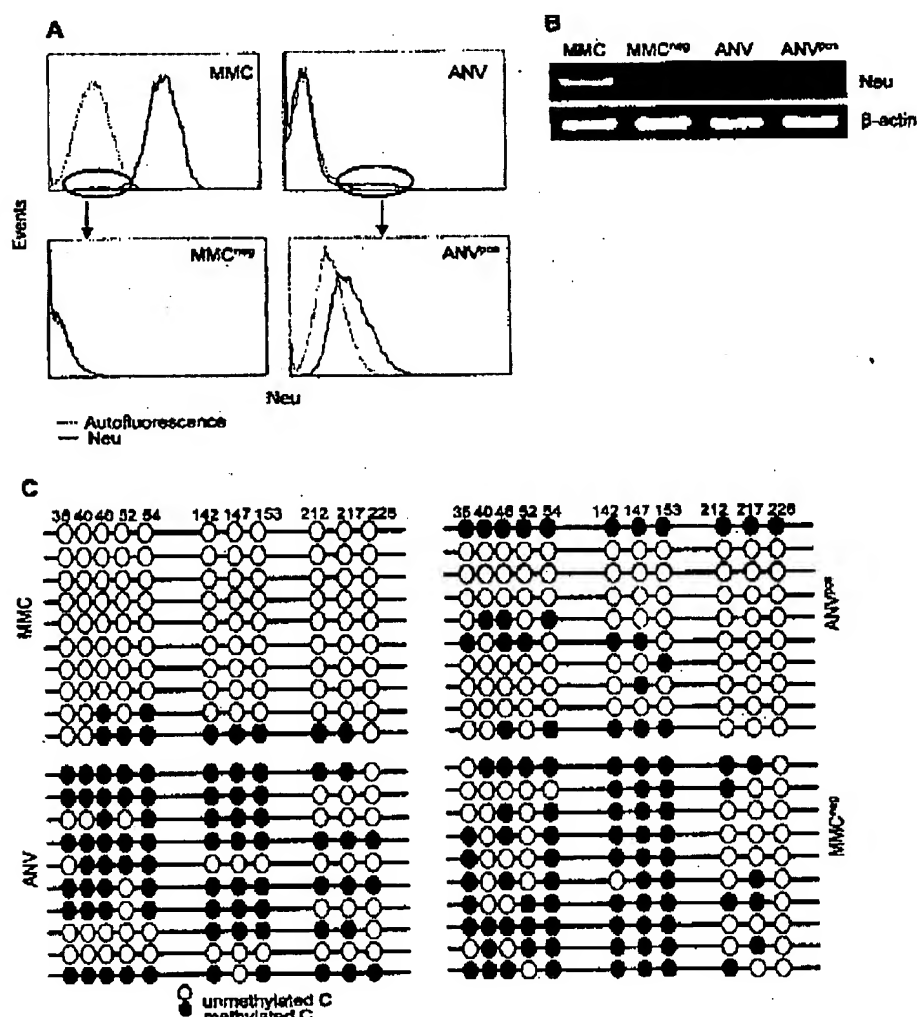 A
MMC
ANV
Events
MMCneg
ANVpos
Neu
Autofluorescence
Neu
B
MMC MMCneg ANV ANVpos
Neu
β-actin
C
36 40 46 52 54 142 147 153 212 217 226
MMC
35 40 46 52 54 142 147 153 212 217 226
ANVpos
ANV
MMCneg
unmethylated C
methylated C